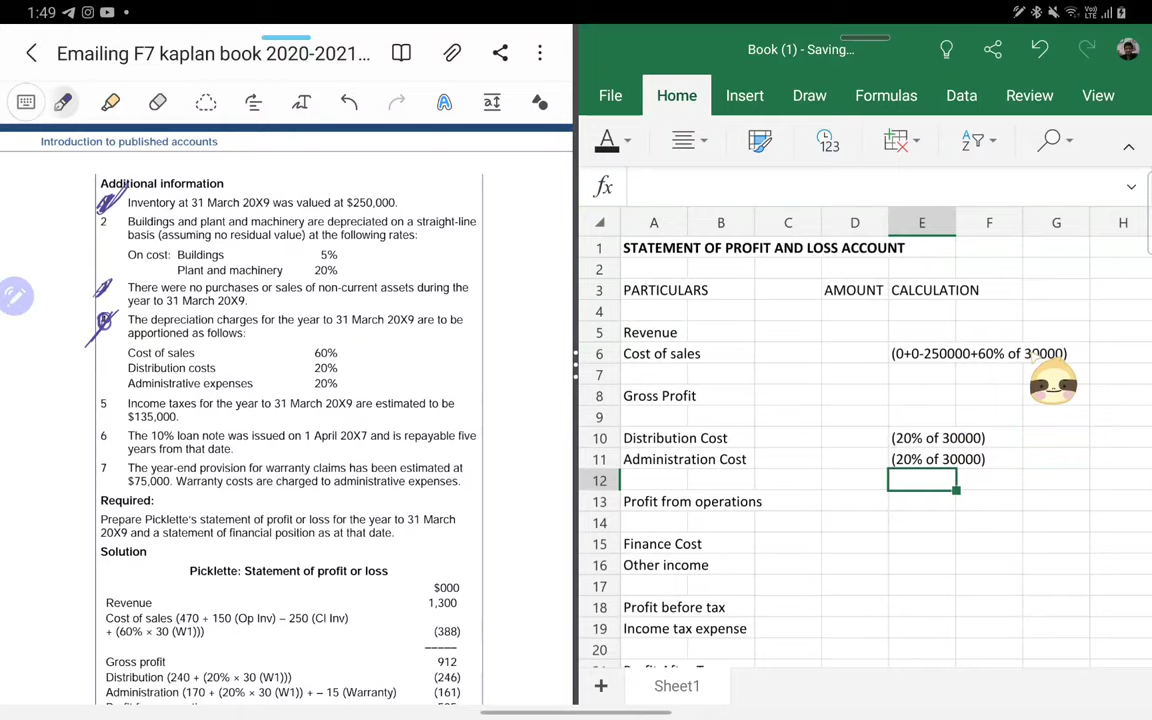 1:49
Emailing F7 kaplan book 2020-2021...
Introduction to published accounts
Additional information
Inventory at 31 March 20X9 was valued at $250,000.
2 Buildings and plant and machinery are depreciated on a straight-line
basis (assuming no residual value) at the following rates:
On cost: Buildings 5%
Plant and machinery 20%
There were no purchases or sales of non-current assets during the
year to 31 March 20X9.
The depreciation charges for the year to 31 March 20X9 are to be
apportioned as follows:
Cost of sales 60%
Distribution costs 20%
Administrative expenses 20%
5 Income taxes for the year to 31 March 20X9 are estimated to be
$135,000.
6 The 10% loan note was issued on 1 April 20X7 and is repayable five
years from that date.
7 The year-end provision for warranty claims has been estimated at
$75,000. Warranty costs are charged to administrative expenses.
Required:
Prepare Picklette's statement of profit or loss for the year to 31 March
20X9 and a statement of financial position as at that date.
Solution
Picklette: Statement of profit or loss
$000
Revenue 1,300
Cost of sales (470 + 150 (Op Inv) – 250 (Cl Inv)
+ (60% × 30 (W1))) (388)
Gross profit 912
Distribution (240 + (20% × 30 (W1))) (246)
Administration (170 + (20% × 30 (W1)) + – 15 (Warranty) (161)
Book (1) - Saving...
File Home Insert Draw Formulas Data Review View
A 123
fx
A B C D E F G H
1 STATEMENT OF PROFIT AND LOSS ACCOUNT
2
3 PARTICULARS AMOUNT CALCULATION
4
5 Revenue
6 Cost of sales (0+0-250000+60% of 30000)
7
8 Gross Profit
9
10 Distribution Cost (20% of 30000)
11 Administration Cost (20% of 30000)
12
13 Profit from operations
14
15 Finance Cost
16 Other income
17
18 Profit before tax
19 Income tax expense
20
+ Sheet1